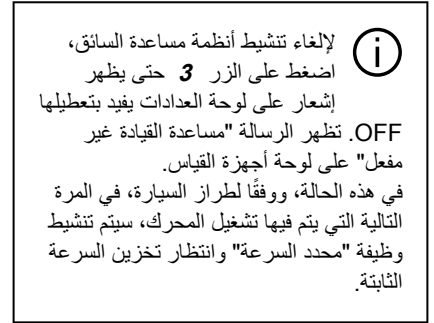 لإلغاء تنشيط أنظمة مساعدة السائق،
اضغط على الزر 3 حتى يظهر
إشعار على لوحة العدادات يفيد بتعطيلها
OFF. تظهر الرسالة "مساعدة القيادة غير
مفعل" على لوحة أجهزة القياس.
في هذه الحالة، ووفقًا لطراز السيارة، في المرة
التالية التي يتم فيها تشغيل المحرك، سيتم تنشيط
وظيفة "محدد السرعة" وانتظار تخزين السرعة
الثابتة.